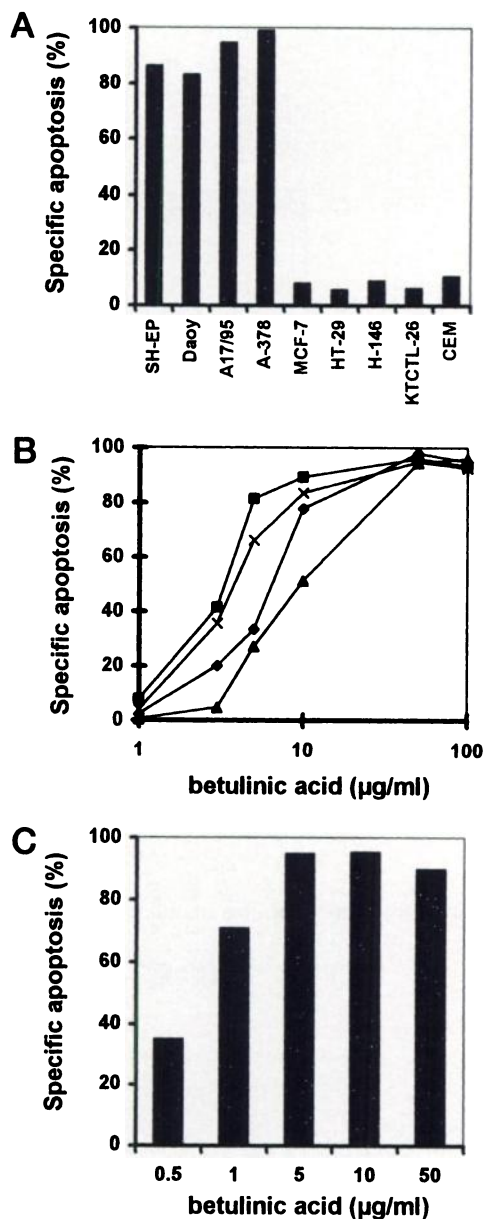 A
Specific apoptosis (%)
100
80
60
40
20
0
SH-EP
Daoy
A17/95
A-378
MCF-7
HT-29
H-146
KTCTL-26
CEM
B
Specific apoptosis (%)
100
80
60
40
20
0
1
10
100
betulinic acid (µg/ml)
C
Specific apoptosis (%)
100
80
60
40
20
0
0.5
1
5
10
50
betulinic acid (µg/ml)